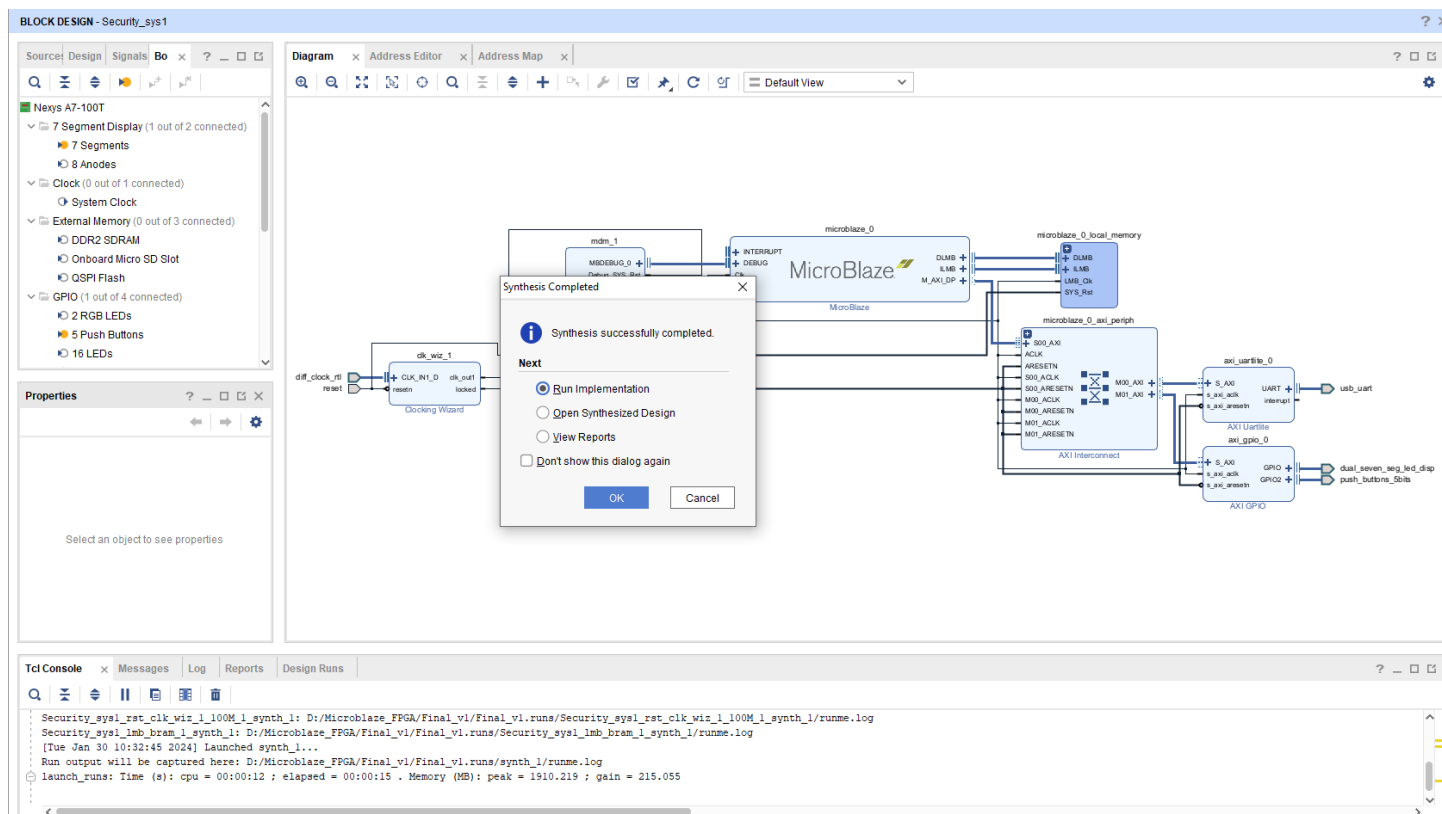 BLOCK DESIGN - Security_sys1
Sources Design Signals Bo
Nexys A7-100T
7 Segment Display (1 out of 2 connected)
7 Segments
8 Anodes
Clock (0 out of 1 connected)
System Clock
External Memory (0 out of 3 connected)
DDR2 SDRAM
Onboard Micro SD Slot
QSPI Flash
GPIO (1 out of 4 connected)
2 RGB LEDs
5 Push Buttons
16 LEDs
Properties
Select an object to see properties
Diagram Address Editor Address Map
Default View
diff_clock_rtl
reset
clk_wiz_1
CLK_IN1_D clk_out1
resetn locked
Clocking Wizard
mdm_1
MBDEBUG_0
Debug_SYS_Rst
microblaze_0
INTERRUPT
DEBUG
Clk
MicroBlaze
DLMB
ILMB
M_AXI_DP
MicroBlaze
microblaze_0_local_memory
DLMB
ILMB
LMB_Clk
SYS_Rst
microblaze_0_axi_periph
S00_AXI
ACLK
ARESETN
S00_ACLK
S00_ARESETN
M00_ACLK
M00_ARESETN
M01_ACLK
M01_ARESETN
M00_AXI
M01_AXI
AXI Interconnect
axi_uartlite_0
S_AXI
s_axi_aclk
s_axi_aresetn
UART
interrupt
AXI Uartlite
usb_uart
axi_gpio_0
S_AXI
s_axi_aclk
s_axi_aresetn
GPIO
GPIO2
AXI GPIO
dual_seven_seg_led_disp
push_buttons_5bits
Synthesis Completed
Synthesis successfully completed.
Next
Run Implementation
Open Synthesized Design
View Reports
Don't show this dialog again
OK Cancel
Tcl Console Messages Log Reports Design Runs
Security_sys1_rst_clk_wiz_1_100M_1_synth_1: D:/Microblaze_FPGA/Final_v1/Final_v1.runs/Security_sys1_rst_clk_wiz_1_100M_1_synth_1/runme.log
Security_sys1_lmb_bram_1_synth_1: D:/Microblaze_FPGA/Final_v1/Final_v1.runs/Security_sys1_lmb_bram_1_synth_1/runme.log
[Tue Jan 30 10:32:45 2024] Launched synth_1...
Run output will be captured here: D:/Microblaze_FPGA/Final_v1/Final_v1.runs/synth_1/runme.log
launch_runs: Time (s): cpu = 00:00:12 ; elapsed = 00:00:15 . Memory (MB): peak = 1910.219 ; gain = 215.055